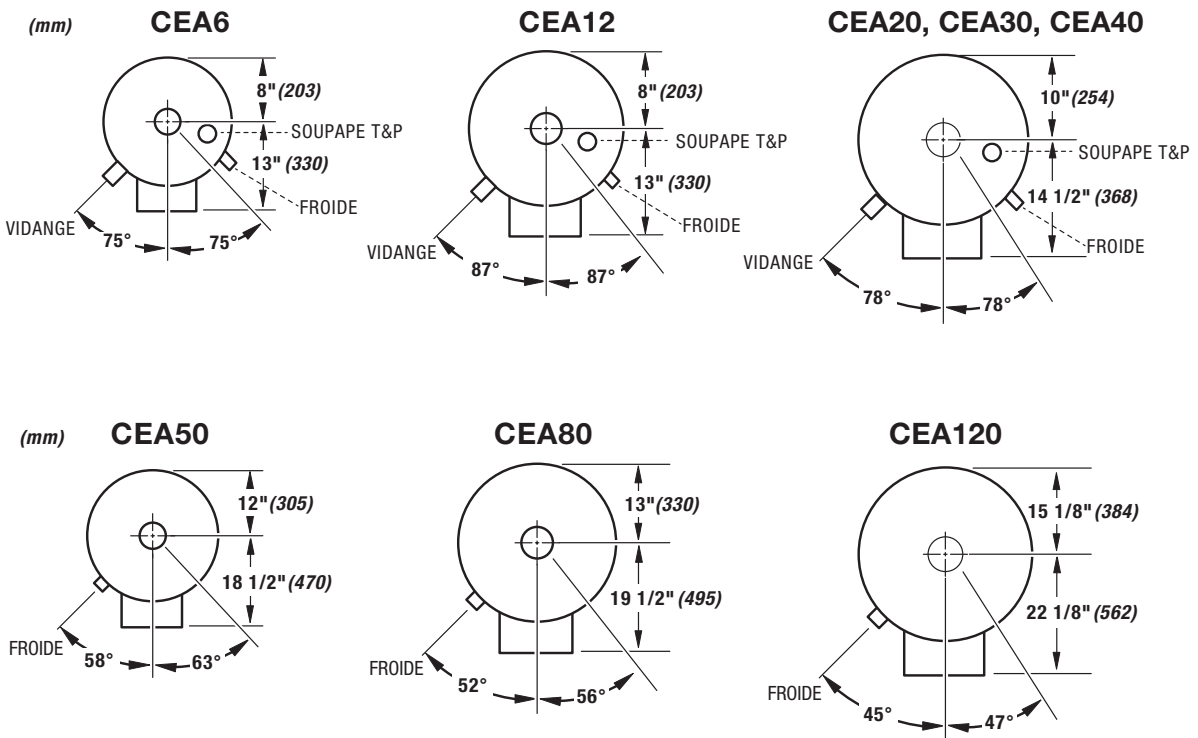 (mm)
CEA6
8" (203)
SOUPAPE T&P
13" (330)
FROIDE
VIDANGE
75°
75°
CEA12
8" (203)
SOUPAPE T&P
13" (330)
FROIDE
VIDANGE
87°
87°
CEA20, CEA30, CEA40
10" (254)
SOUPAPE T&P
14 1/2" (368)
FROIDE
VIDANGE
78°
78°
(mm)
CEA50
12" (305)
18 1/2" (470)
FROIDE
58°
63°
CEA80
13" (330)
19 1/2" (495)
FROIDE
52°
56°
CEA120
15 1/8" (384)
22 1/8" (562)
FROIDE
45°
47°